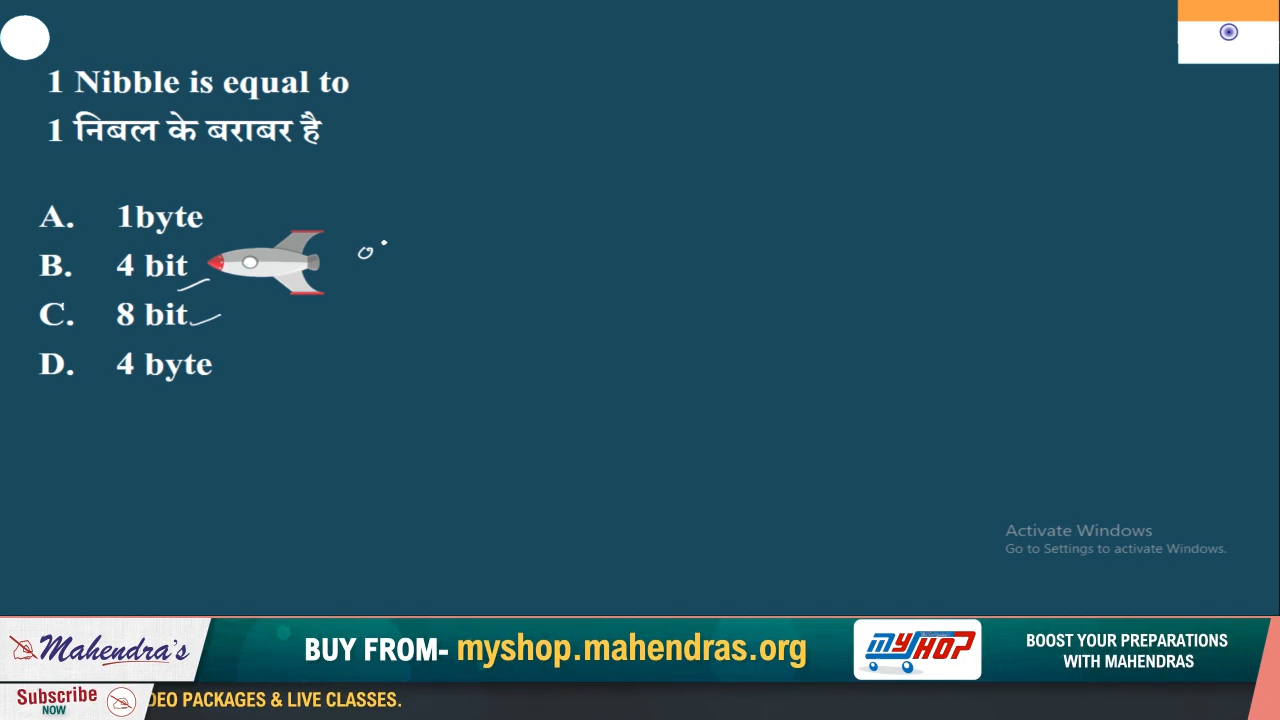 1 Nibble is equal to
1 निबल के बराबर है
A. 1byte
B. 4 bit
C. 8 bit
D. 4 byte
Activate Windows
Go to Settings to activate Windows.
Mahendra's
BUY FROM- myshop.mahendras.org
MYSHOP
BOOST YOUR PREPARATIONS
WITH MAHENDRAS
Subscribe
NOW
DEO PACKAGES & LIVE CLASSES.